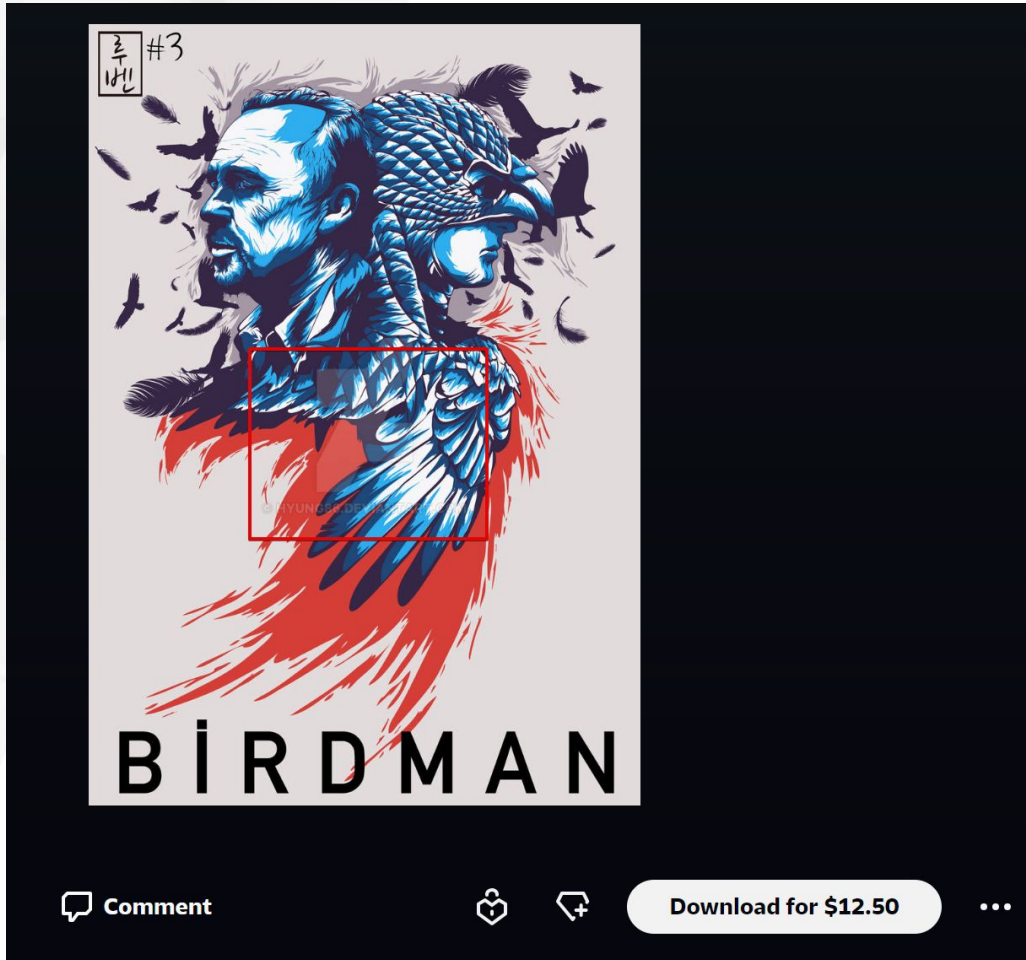 루
벤
#3
BİRDMAN
Comment
Download for $12.50